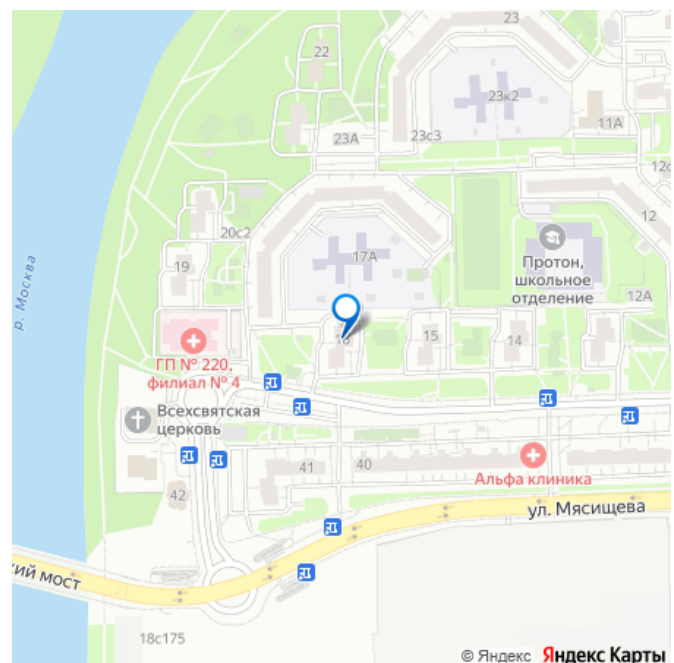 23
22
23к2
11А
23А
23с3
12с
12
20с2
17А
19
Протон,
школьное
отделение
12А
15
14
16
ГП № 220,
филиал № 4
Всехсвятская
церковь
41
40
Альфа клиника
42
ул. Мясищева
р. Москва
кий мост
18с175
© Яндекс Яндекс Карты